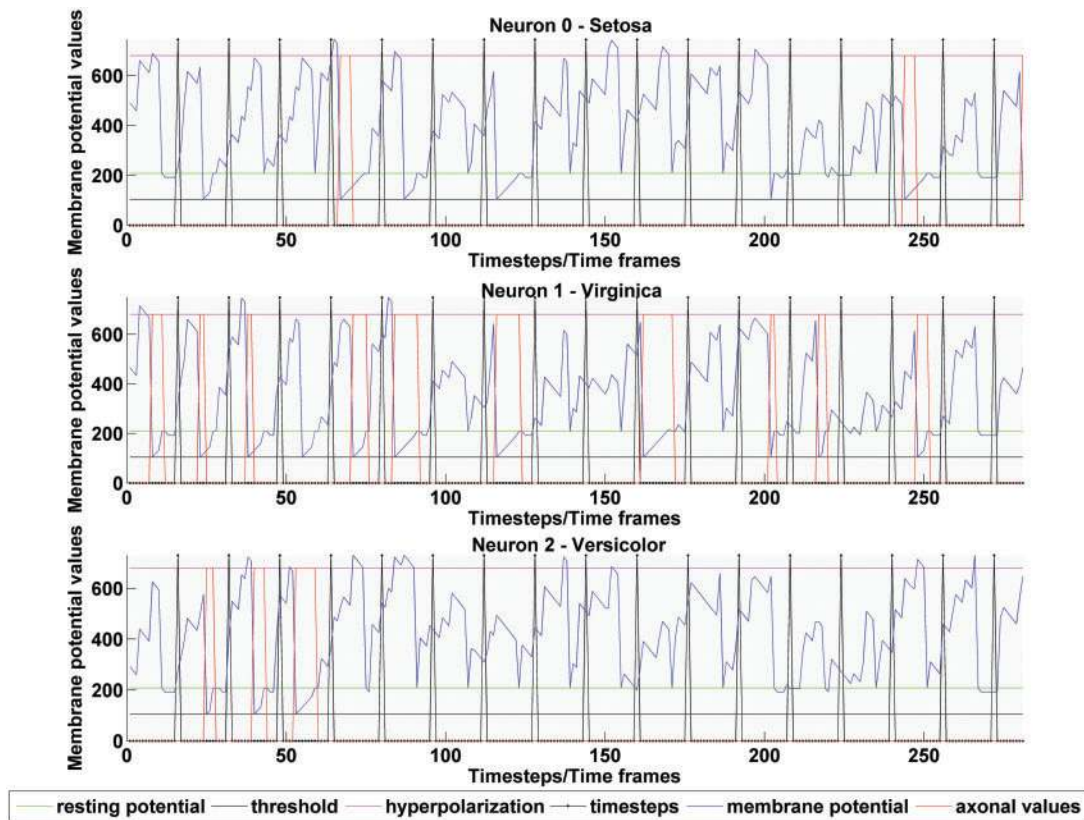 Neuron 0 - Setosa
Membrane potential values
600
400
200
0
0 50 100 150 200 250
Timesteps/Time frames
Neuron 1 - Virginica
Membrane potential values
600
400
200
0
0 50 100 150 200 250
Timesteps/Time frames
Neuron 2 - Versicolor
Membrane potential values
600
400
200
0
0 50 100 150 200 250
Timesteps/Time frames
resting potential threshold hyperpolarization timesteps membrane potential axonal values